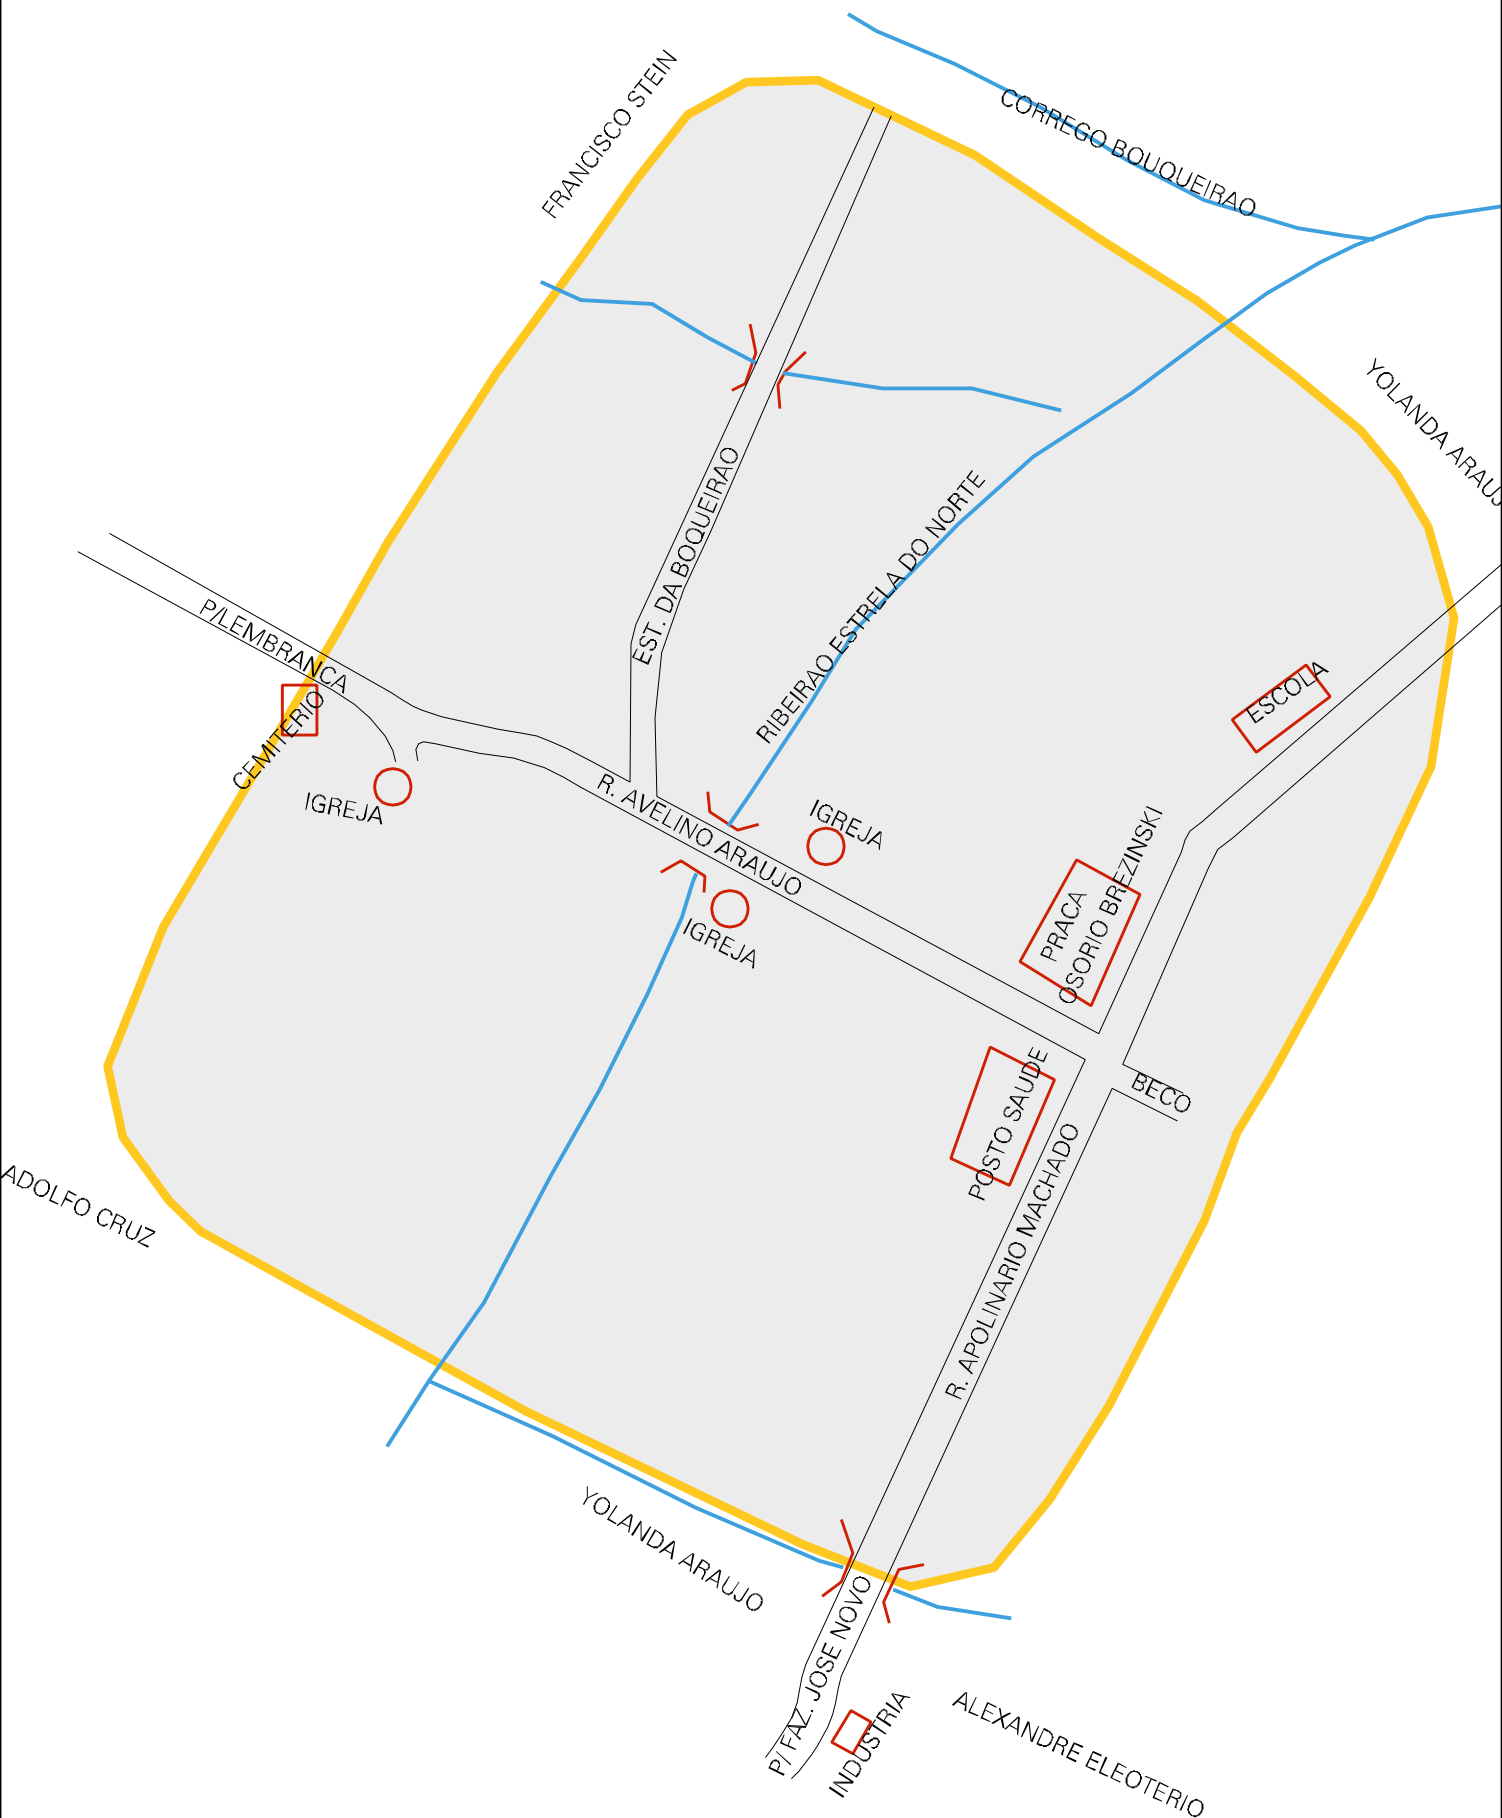 FRANCISCO STEIN
CORREGO BOUQUEIRAO
YOLANDA ARAUJ
EST. DA BOQUEIRAO
RIBEIRAO ESTRELA DO NORTE
P/LEMBRANCA
CEMITERIO
IGREJA
R. AVELINO ARAUJO
IGREJA
IGREJA
ESCOLA
PRACA
OSORIO BREZINSKI
POSTO SAUDE
BECO
R. APOLINARIO MACHADO
ADOLFO CRUZ
YOLANDA ARAUJO
P/ FAZ. JOSE NOVO
INDUSTRIA
ALEXANDRE ELEOTERIO